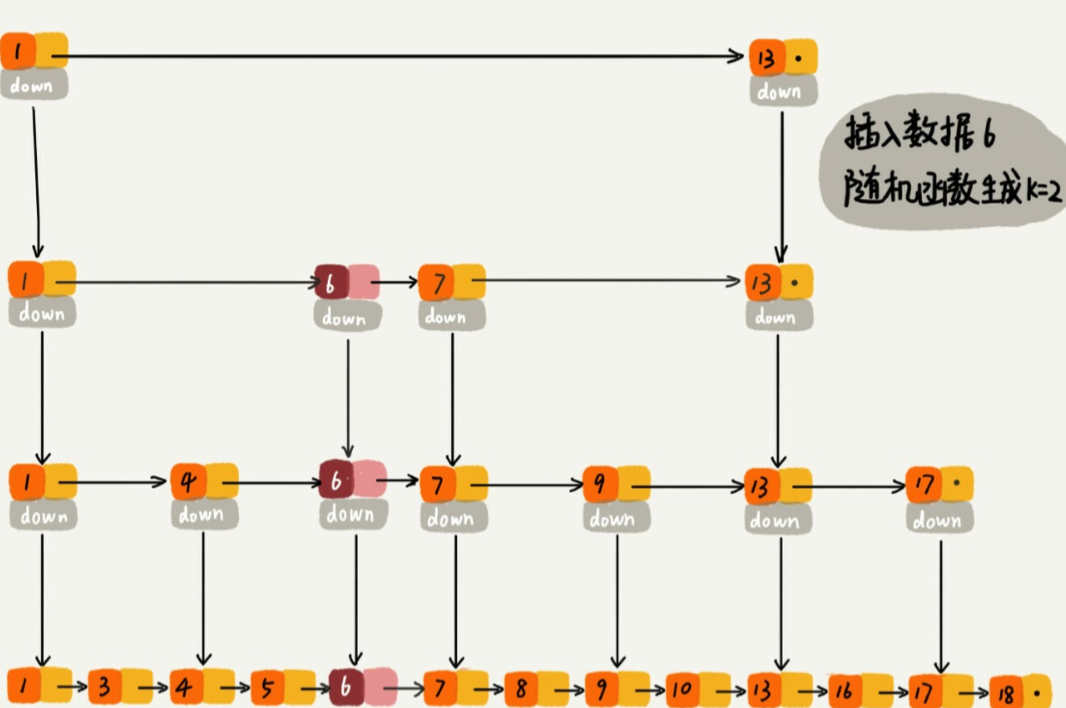 1 13
down down
插入数据6
随机函数生成K=2
1 6 7 13
down down down down
1 4 6 7 9 13 17
down down down down down down down
1 3 4 5 6 7 8 9 10 13 16 17 18